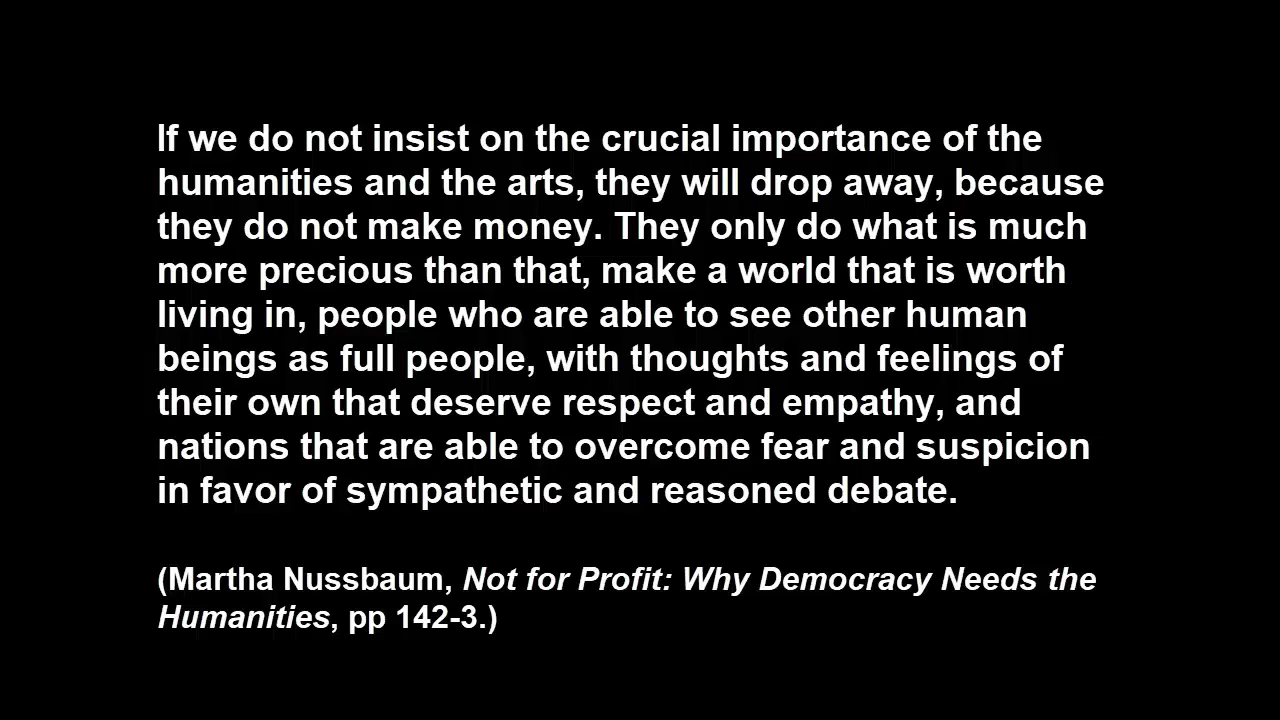 If we do not insist on the crucial importance of the
humanities and the arts, they will drop away, because
they do not make money. They only do what is much
more precious than that, make a world that is worth
living in, people who are able to see other human
beings as full people, with thoughts and feelings of
their own that deserve respect and empathy, and
nations that are able to overcome fear and suspicion
in favor of sympathetic and reasoned debate.
(Martha Nussbaum, Not for Profit: Why Democracy Needs the
Humanities, pp 142-3.)